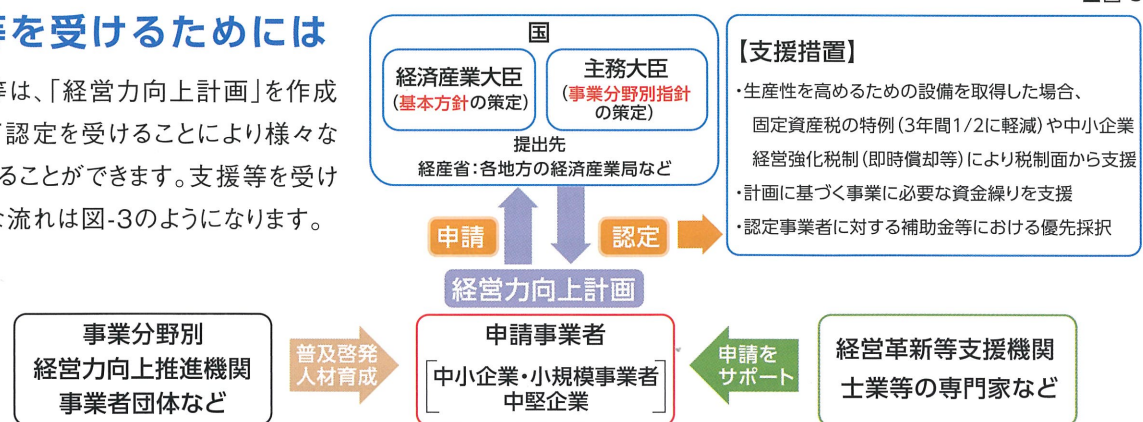 等を受けるためには
等は、「経営力向上計画」を作成
認定を受けることにより様々な
ることができます。支援等を受け
な流れは図-3のようになります。
国
経済産業大臣
(基本方針の策定)
主務大臣
(事業分野別指針
の策定)
提出先
経産省:各地方の経済産業局など
申請
認定
経営力向上計画
【支援措置】
・生産性を高めるための設備を取得した場合、
固定資産税の特例(3年間1/2に軽減)や中小企業
経営強化税制(即時償却等)により税制面から支援
・計画に基づく事業に必要な資金繰りを支援
・認定事業者に対する補助金等における優先採択
事業分野別
経営力向上推進機関
事業者団体など
普及啓発
人材育成
申請事業者
中小企業・小規模事業者
中堅企業
申請を
サポート
経営革新等支援機関
士業等の専門家など